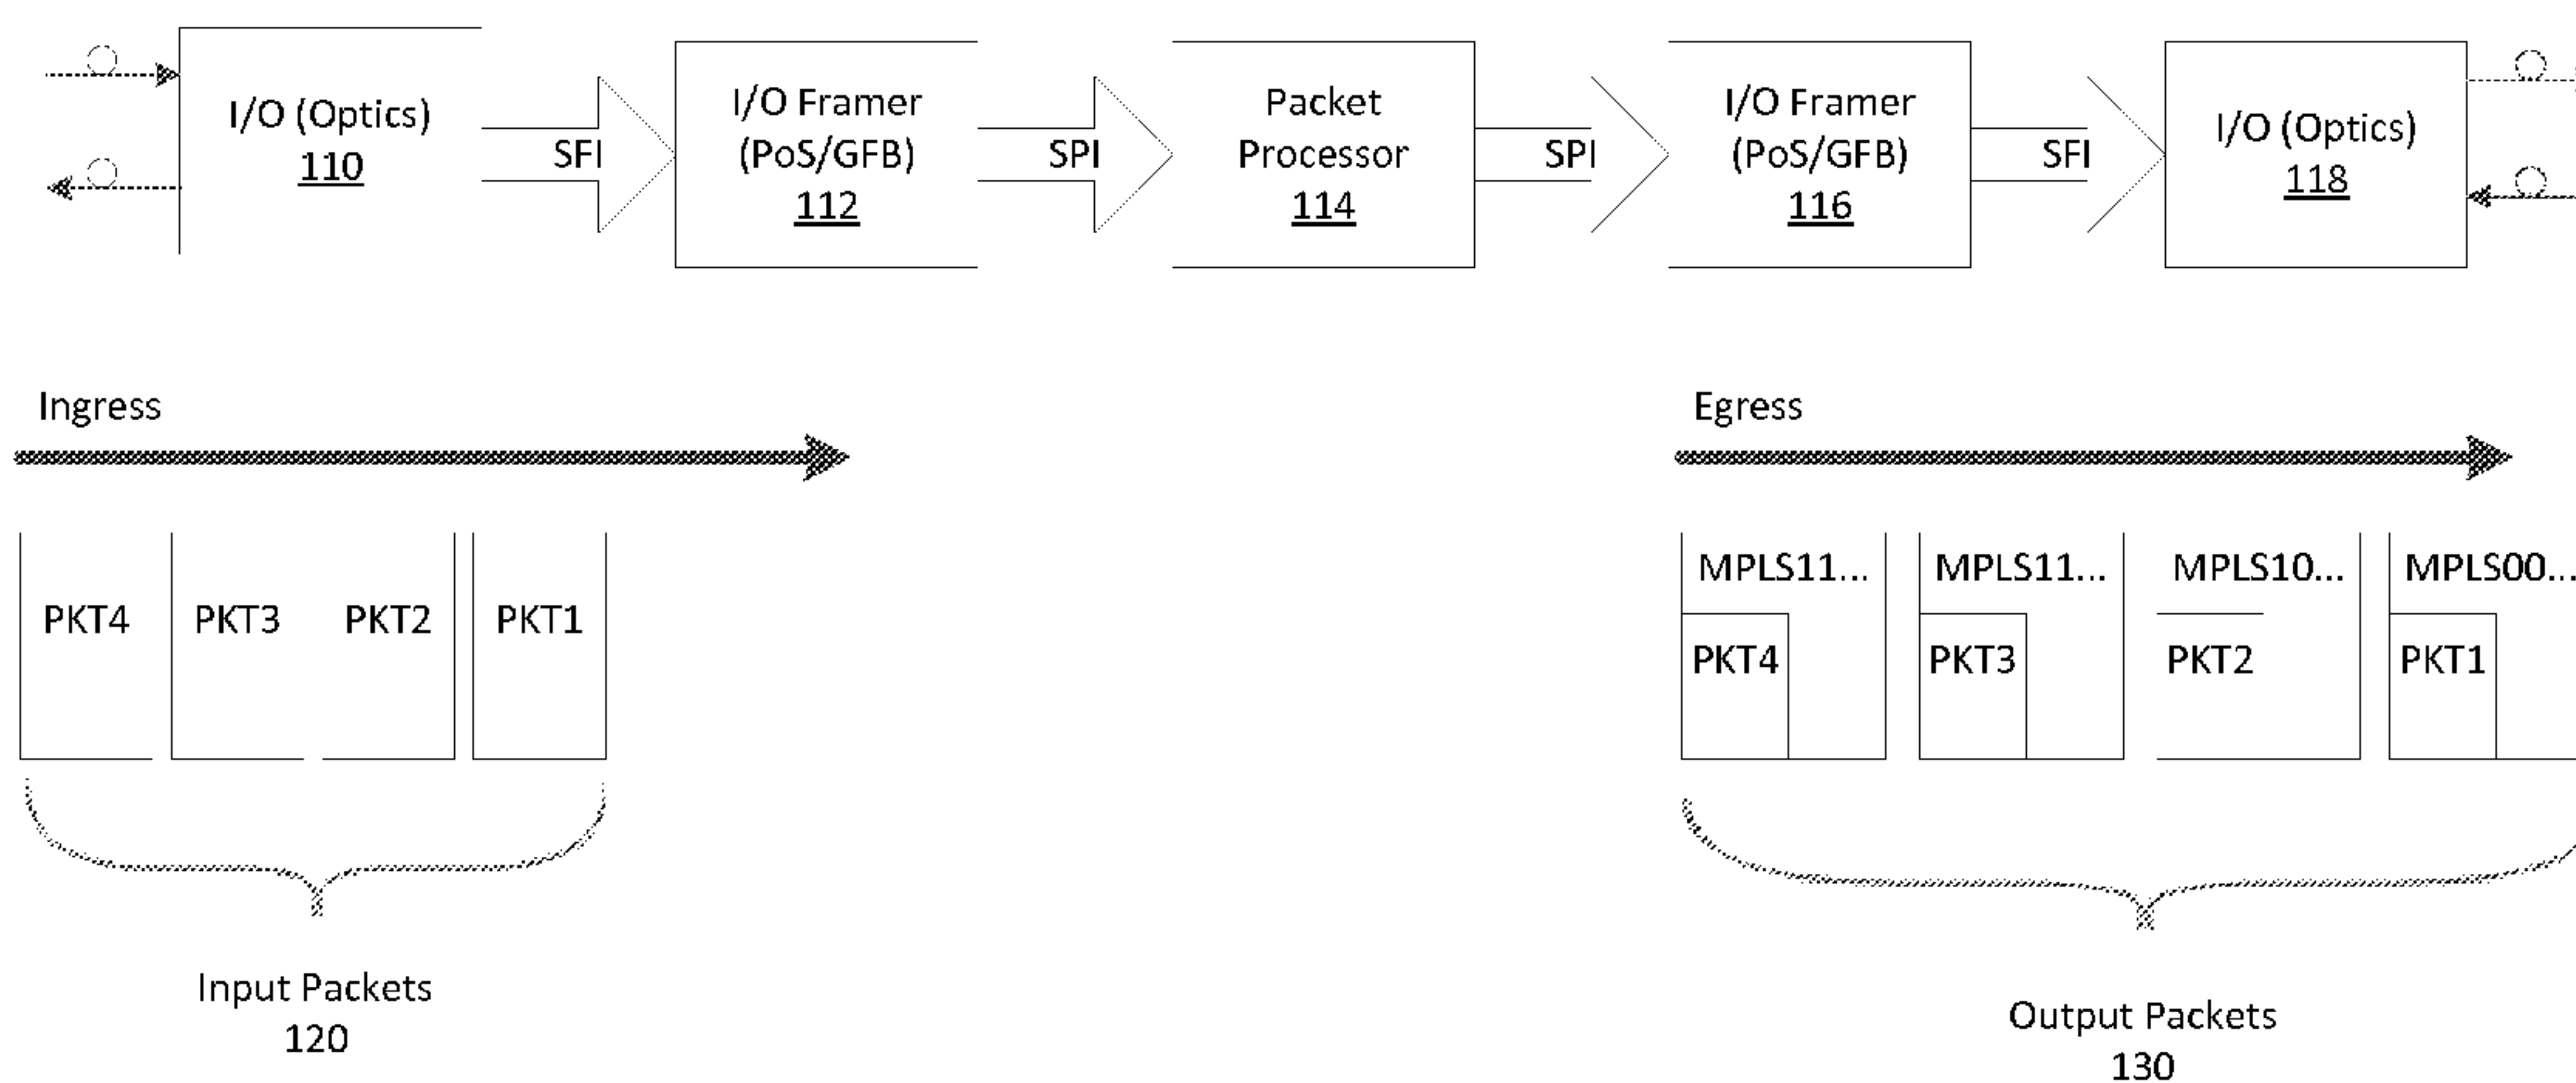 I/O (Optics)
110
SFI
I/O Framer
(PoS/GFB)
112
SPI
Packet
Processor
114
SPI
I/O Framer
(PoS/GFB)
116
SFI
I/O (Optics)
118
Ingress
Egress
PKT4
PKT3
PKT2
PKT1
MPLS11...
PKT4
MPLS11...
PKT3
MPLS10...
PKT2
MPLS00...
PKT1
Input Packets
120
Output Packets
130